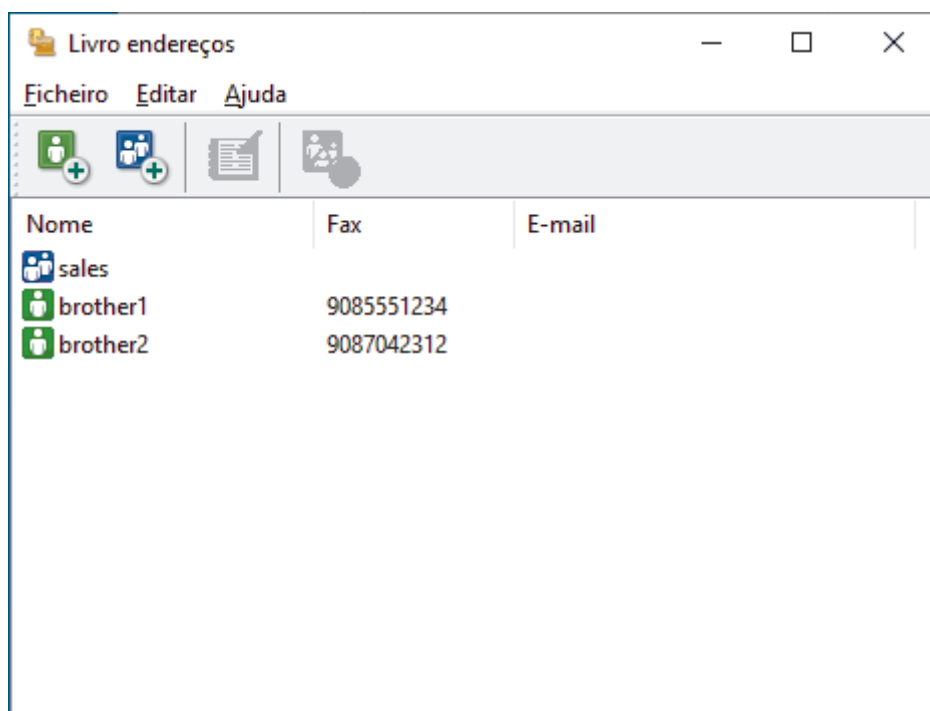 Livro endereços
Ficheiro Editar Ajuda
Nome Fax E-mail
sales
brother1 9085551234
brother2 9087042312